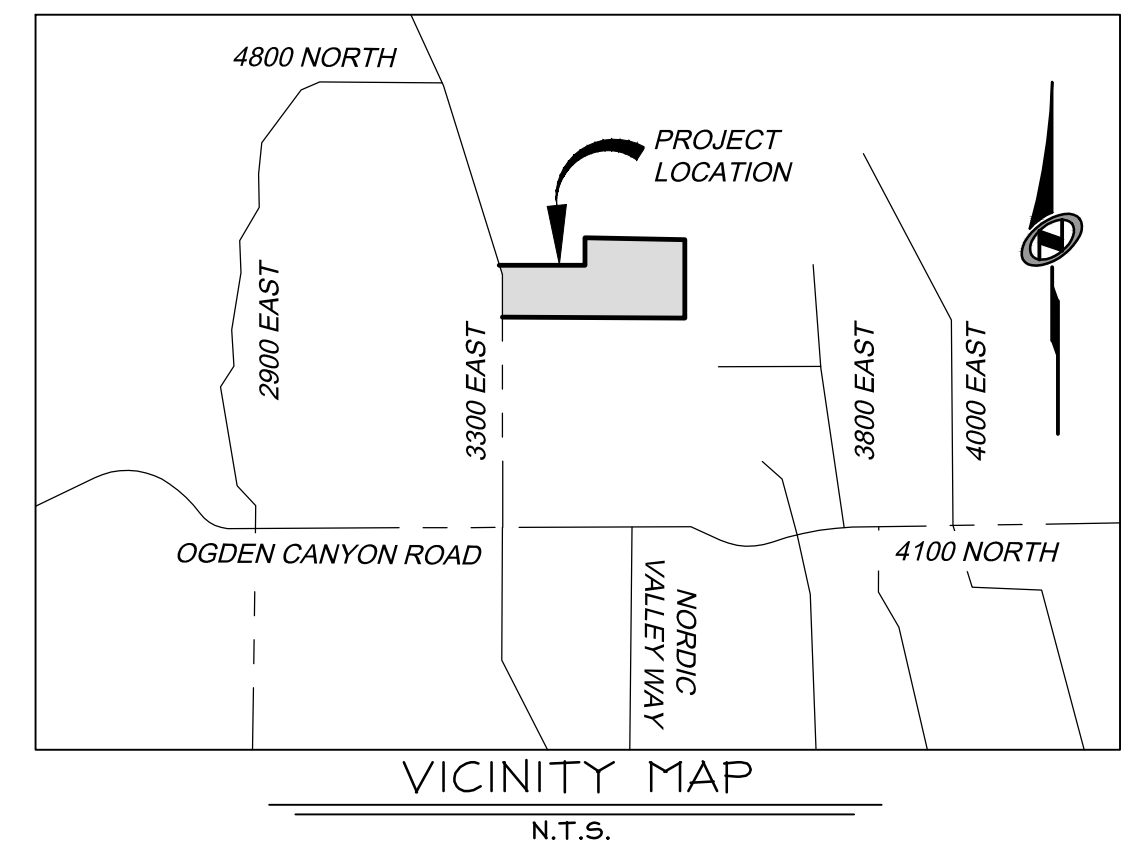 4800 NORTH
PROJECT
LOCATION
2900 EAST
3300 EAST
3800 EAST
4000 EAST
N
OGDEN CANYON ROAD
4100 NORTH
NORDIC
VALLEY WAY
VICINITY MAP
N.T.S.